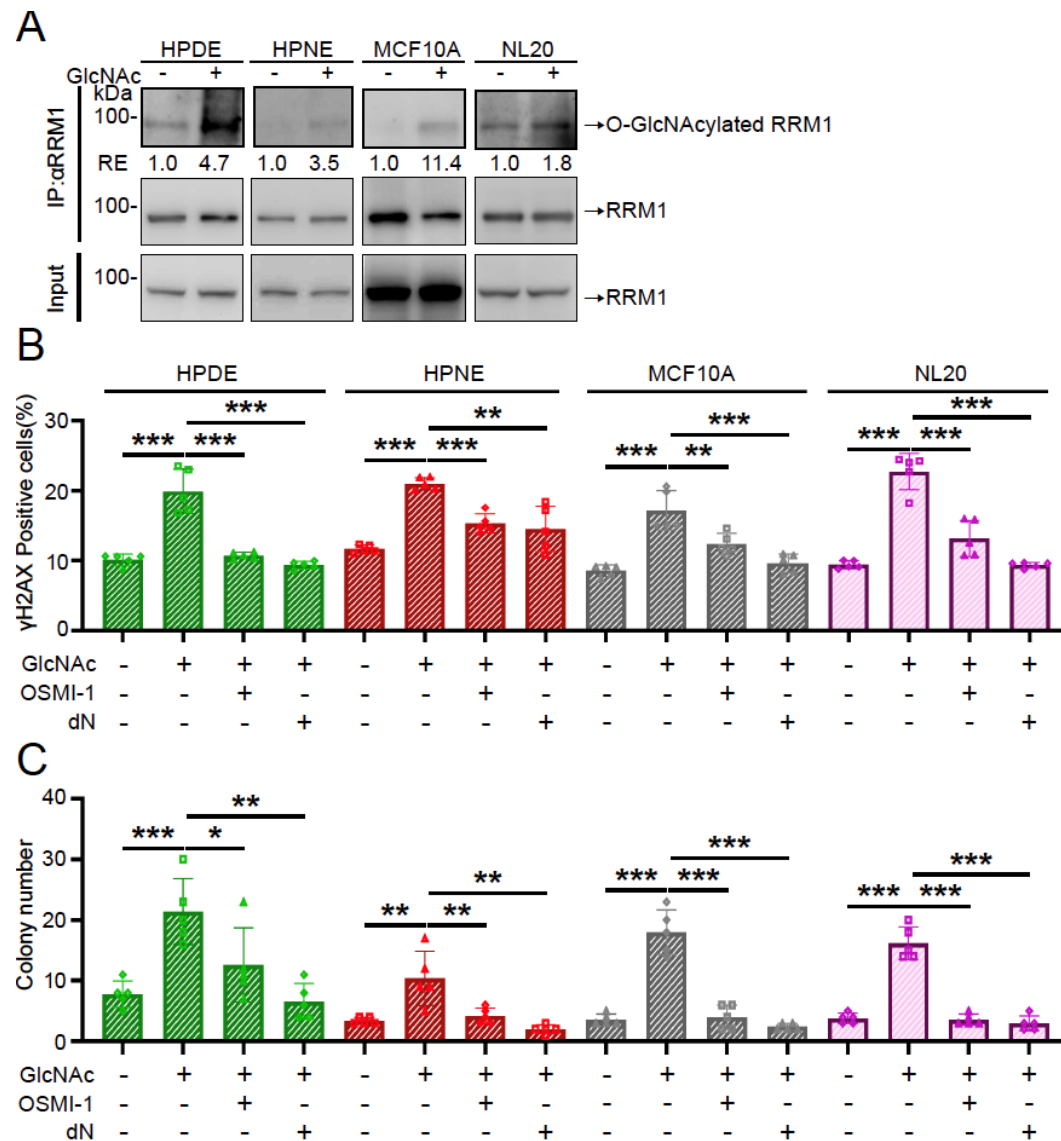 A
HPDE HPNE MCF10A NL20
GlcNAc - + - + - + - +
kDa
100-
→O-GlcNAcylated RRM1
RE 1.0 4.7 1.0 3.5 1.0 11.4 1.0 1.8
IP:αRRM1
100-
→RRM1
100-
Input
→RRM1
B
HPDE HPNE MCF10A NL20
*** ** *** ***
*** *** *** *** *** ** *** ***
γH2AX Positive cells(%)
30
20
10
0
GlcNAc - + + + - + + + - + + + - + + +
OSMI-1 - - + - - - + - - - + - - - + -
dN - - - + - - - + - - - + - - - +
C
** ** *** ***
*** * ** ** *** *** *** ***
Colony number
40
30
20
10
0
GlcNAc - + + + - + + + - + + + - + + +
OSMI-1 - - + - - - + - - - + - - - + -
dN - - - + - - - + - - - + - - - +